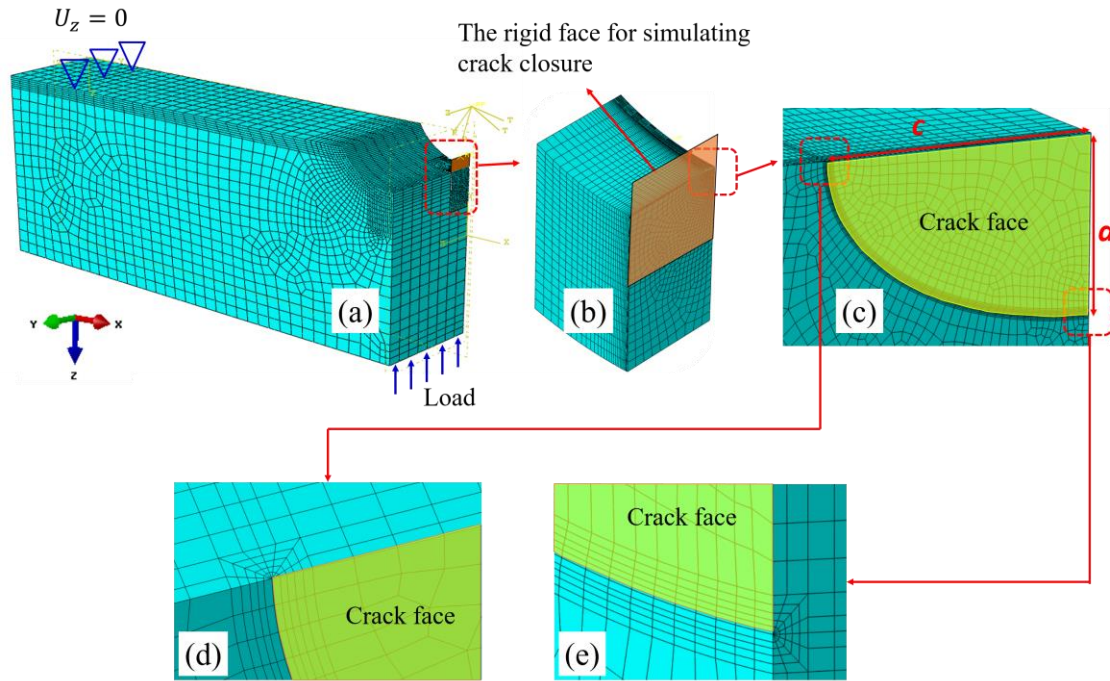 U_z = 0
The rigid face for simulating
crack closure
(a)
Load
Y
X
Z
(b)
c
Crack face
a
(c)
Crack face
(d)
Crack face
(e)